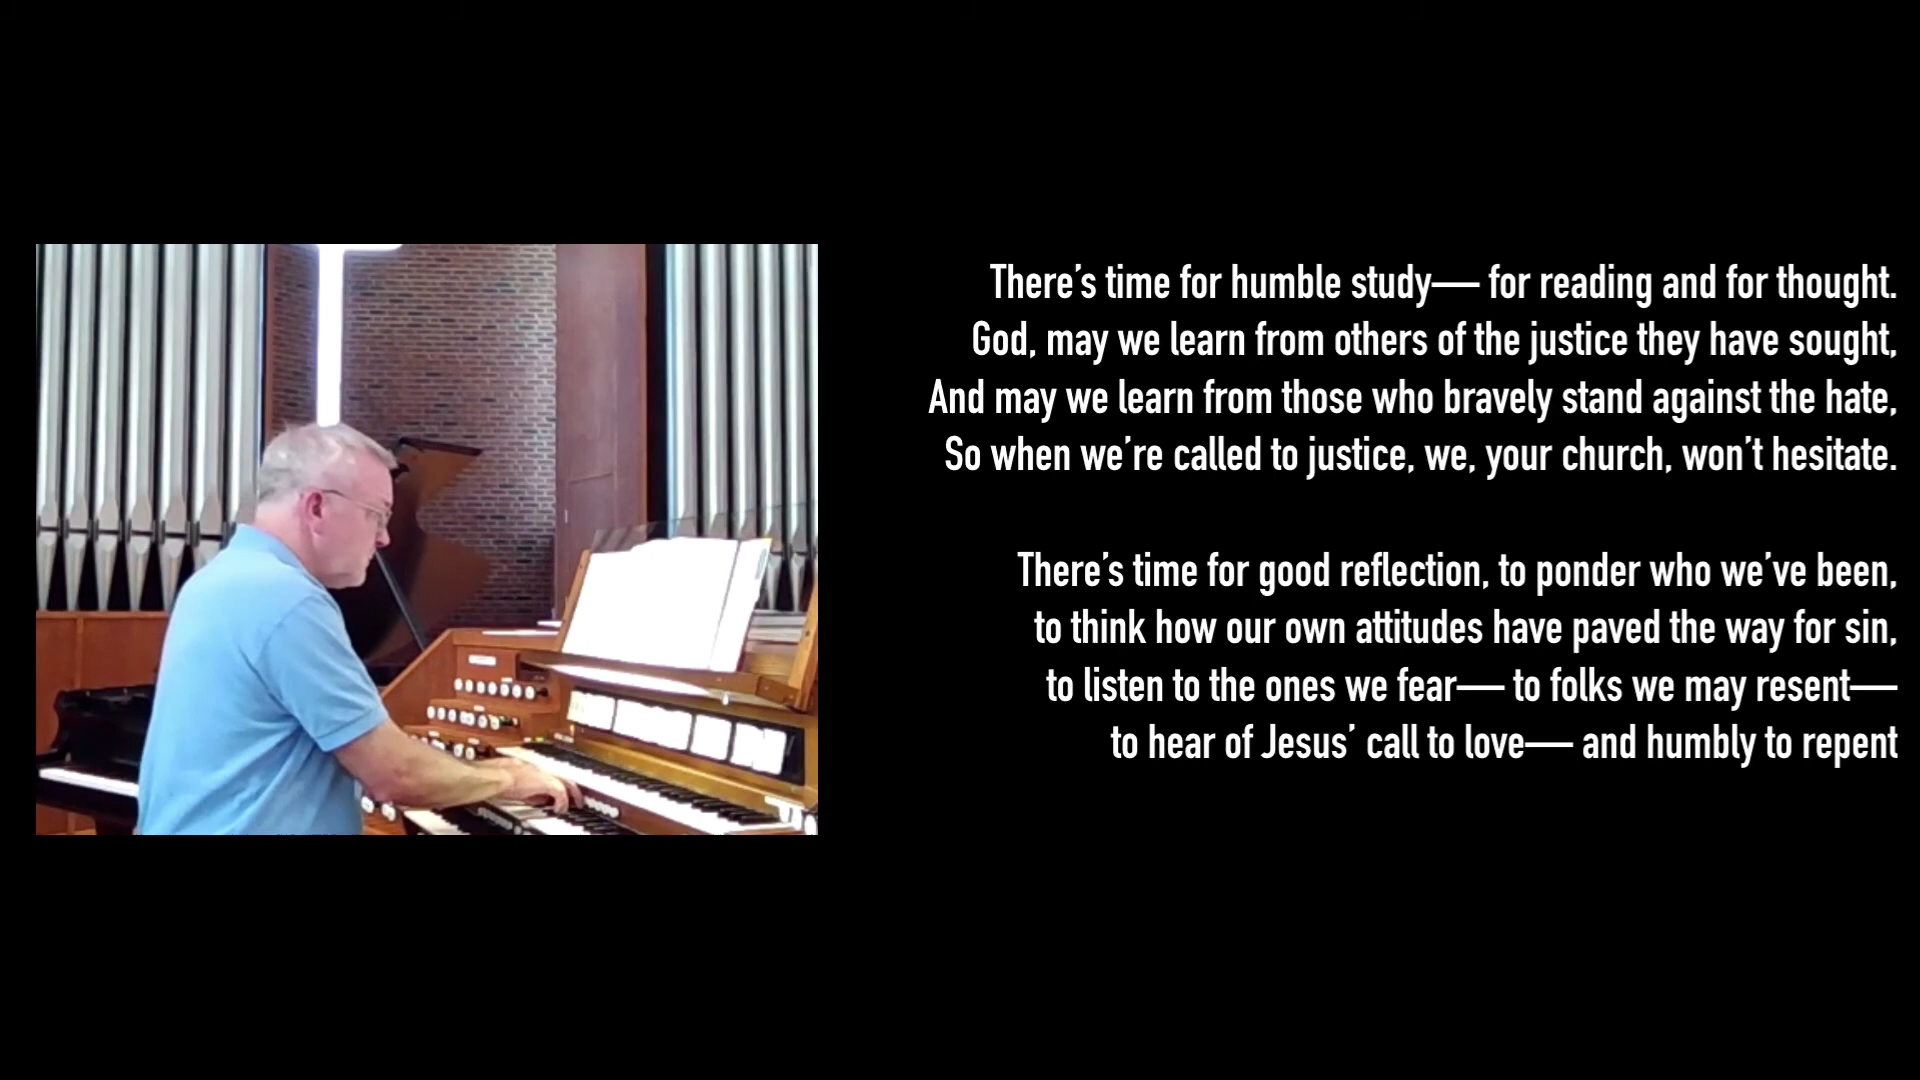 There’s time for humble study— for reading and for thought.
God, may we learn from others of the justice they have sought,
And may we learn from those who bravely stand against the hate,
So when we’re called to justice, we, your church, won’t hesitate.
There’s time for good reflection, to ponder who we’ve been,
to think how our own attitudes have paved the way for sin,
to listen to the ones we fear— to folks we may resent—
to hear of Jesus’ call to love— and humbly to repent